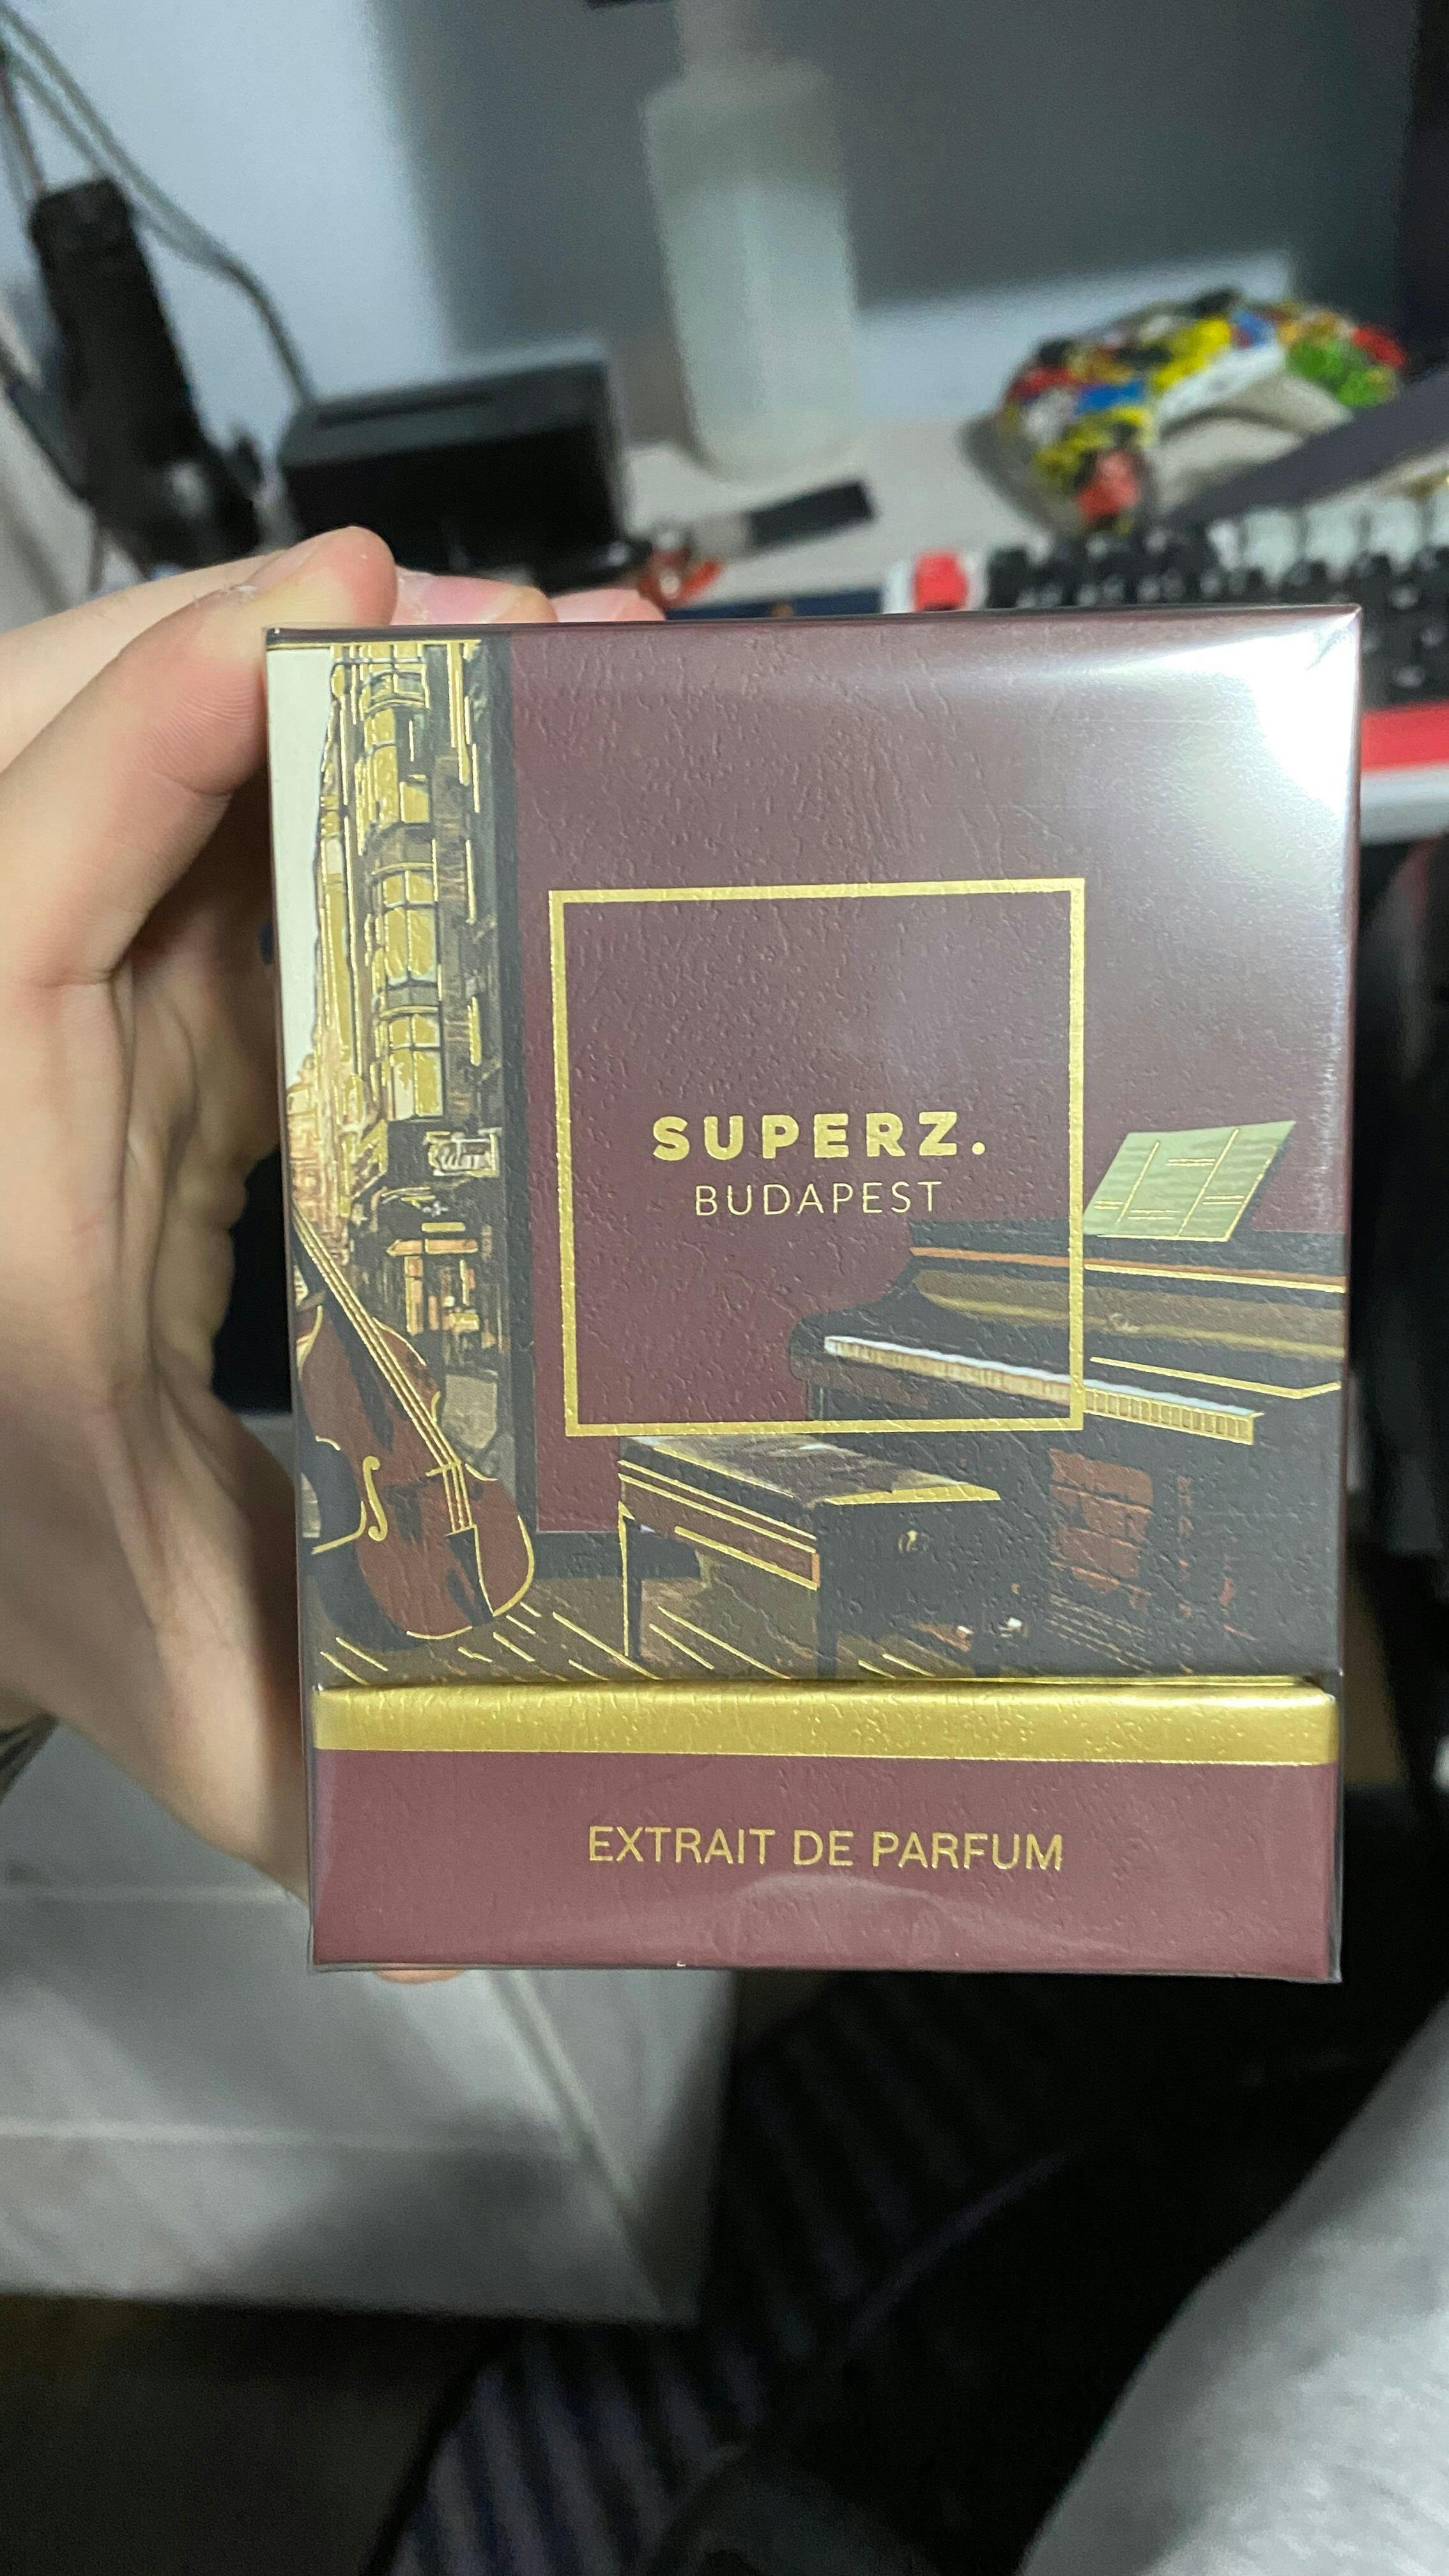 SUPERZ.
BUDAPEST
EXTRAIT DE PARFUM